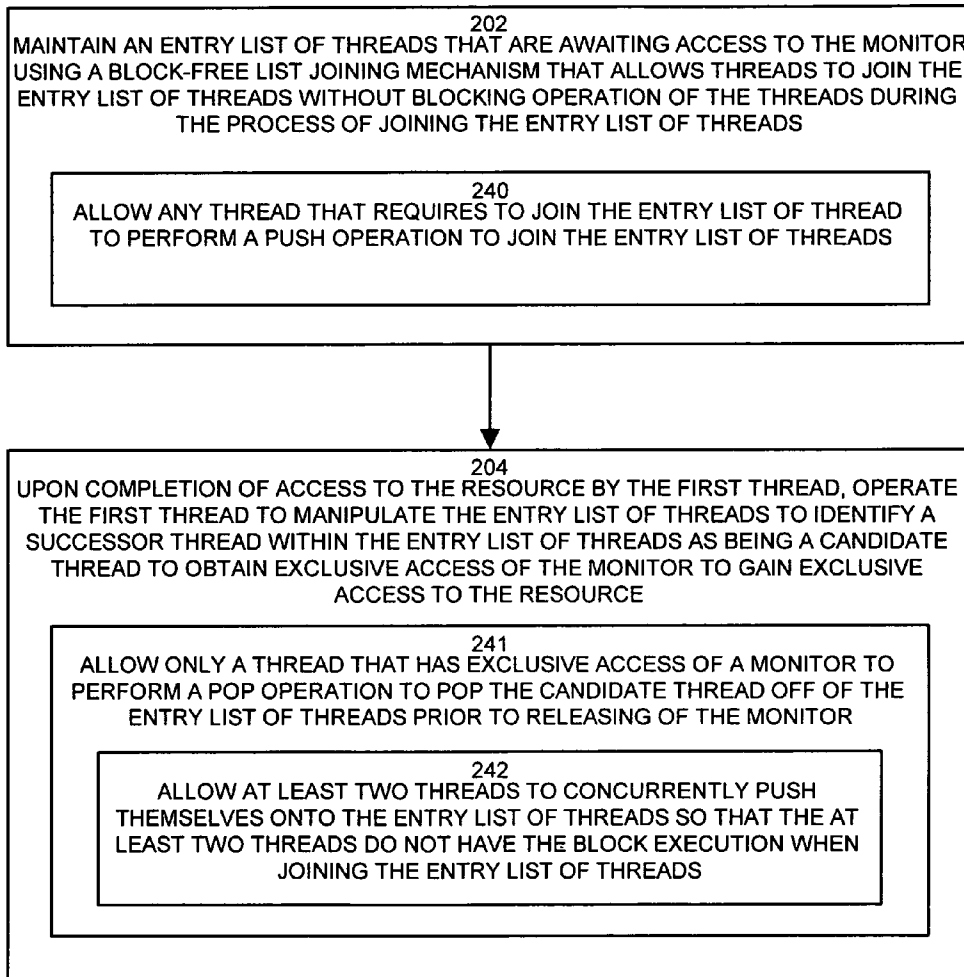 202
MAINTAIN AN ENTRY LIST OF THREADS THAT ARE AWAITING ACCESS TO THE MONITOR
USING A BLOCK-FREE LIST JOINING MECHANISM THAT ALLOWS THREADS TO JOIN THE
ENTRY LIST OF THREADS WITHOUT BLOCKING OPERATION OF THE THREADS DURING
THE PROCESS OF JOINING THE ENTRY LIST OF THREADS
240
ALLOW ANY THREAD THAT REQUIRES TO JOIN THE ENTRY LIST OF THREAD
TO PERFORM A PUSH OPERATION TO JOIN THE ENTRY LIST OF THREADS
204
UPON COMPLETION OF ACCESS TO THE RESOURCE BY THE FIRST THREAD, OPERATE
THE FIRST THREAD TO MANIPULATE THE ENTRY LIST OF THREADS TO IDENTIFY A
SUCCESSOR THREAD WITHIN THE ENTRY LIST OF THREADS AS BEING A CANDIDATE
THREAD TO OBTAIN EXCLUSIVE ACCESS OF THE MONITOR TO GAIN EXCLUSIVE
ACCESS TO THE RESOURCE
241
ALLOW ONLY A THREAD THAT HAS EXCLUSIVE ACCESS OF A MONITOR TO
PERFORM A POP OPERATION TO POP THE CANDIDATE THREAD OFF OF THE
ENTRY LIST OF THREADS PRIOR TO RELEASING OF THE MONITOR
242
ALLOW AT LEAST TWO THREADS TO CONCURRENTLY PUSH
THEMSELVES ONTO THE ENTRY LIST OF THREADS SO THAT THE AT
LEAST TWO THREADS DO NOT HAVE THE BLOCK EXECUTION WHEN
JOINING THE ENTRY LIST OF THREADS